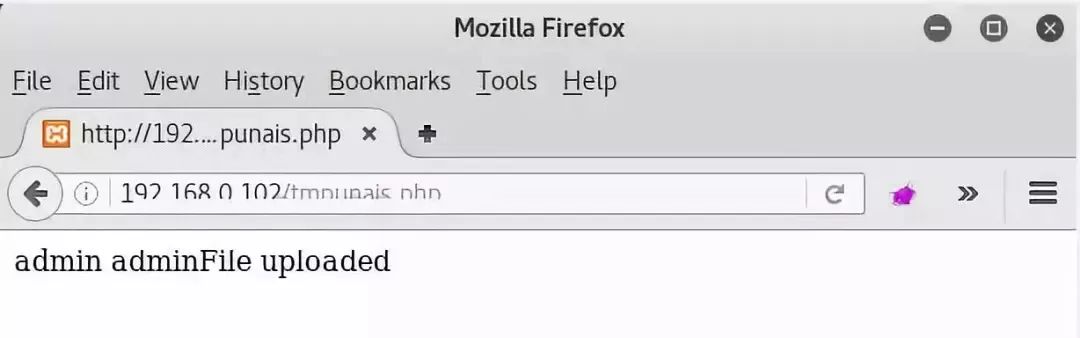 Mozilla Firefox
File Edit View History Bookmarks Tools Help
http://192....punais.php
192.168.0.102/tmpunais.php
admin adminFile uploaded